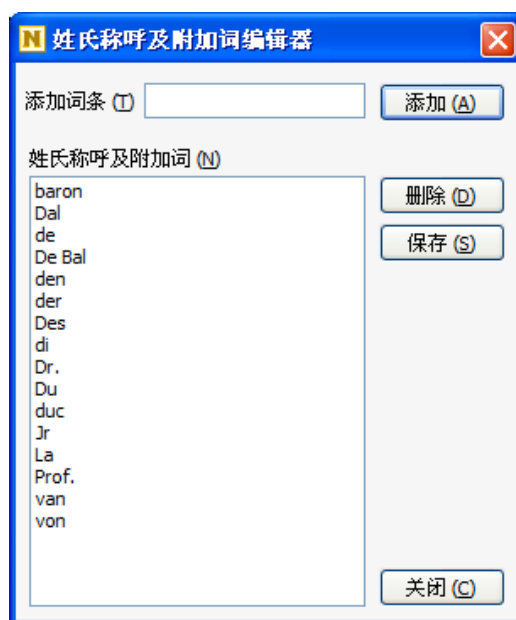 N 姓氏称呼及附加词编辑器
添加词条 (T)
添加 (A)
姓氏称呼及附加词 (N)
baron
Dal
de
De Bal
den
der
Des
di
Dr.
Du
duc
Jr
La
Prof.
van
von
删除 (D)
保存 (S)
关闭 (C)